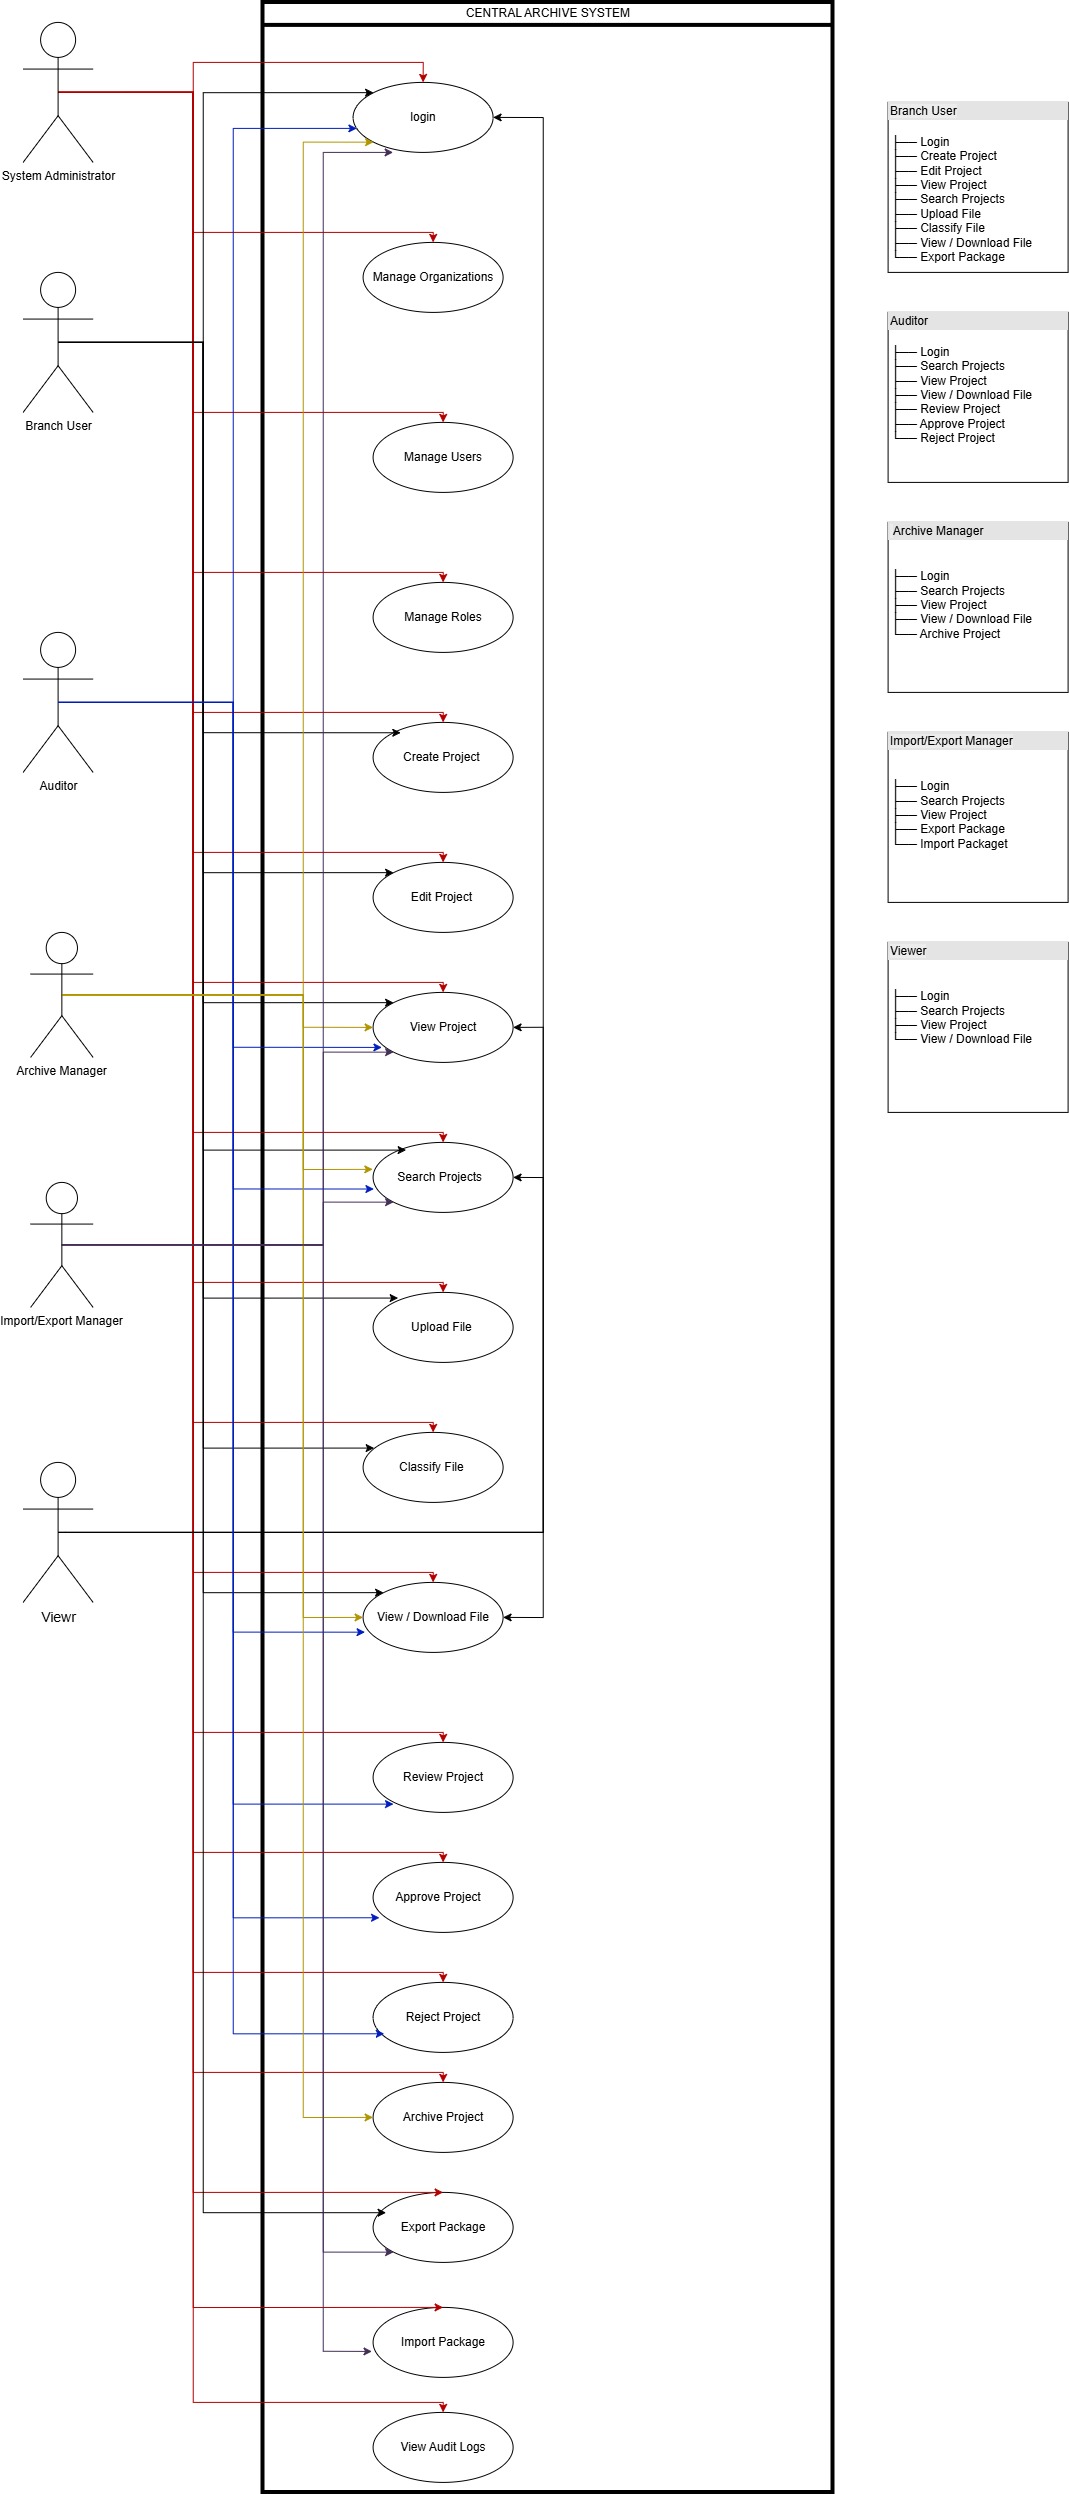 CENTRAL ARCHIVE SYSTEM
System Administrator
Branch User
Auditor
Archive Manager
Import/Export Manager
Viewr
login
Manage Organizations
Manage Users
Manage Roles
Create Project
Edit Project
View Project
Search Projects
Upload File
Classify File
View / Download File
Review Project
Approve Project
Reject Project
Archive Project
Export Package
Import Package
View Audit Logs
Branch User
├── Login
├── Create Project
├── Edit Project
├── View Project
├── Search Projects
├── Upload File
├── Classify File
├── View / Download File
└── Export Package
Auditor
├── Login
├── Search Projects
├── View Project
├── View / Download File
├── Review Project
├── Approve Project
└── Reject Project
Archive Manager
├── Login
├── Search Projects
├── View Project
├── View / Download File
└── Archive Project
Import/Export Manager
├── Login
├── Search Projects
├── View Project
├── Export Package
└── Import Packaget
Viewer
├── Login
├── Search Projects
├── View Project
└── View / Download File